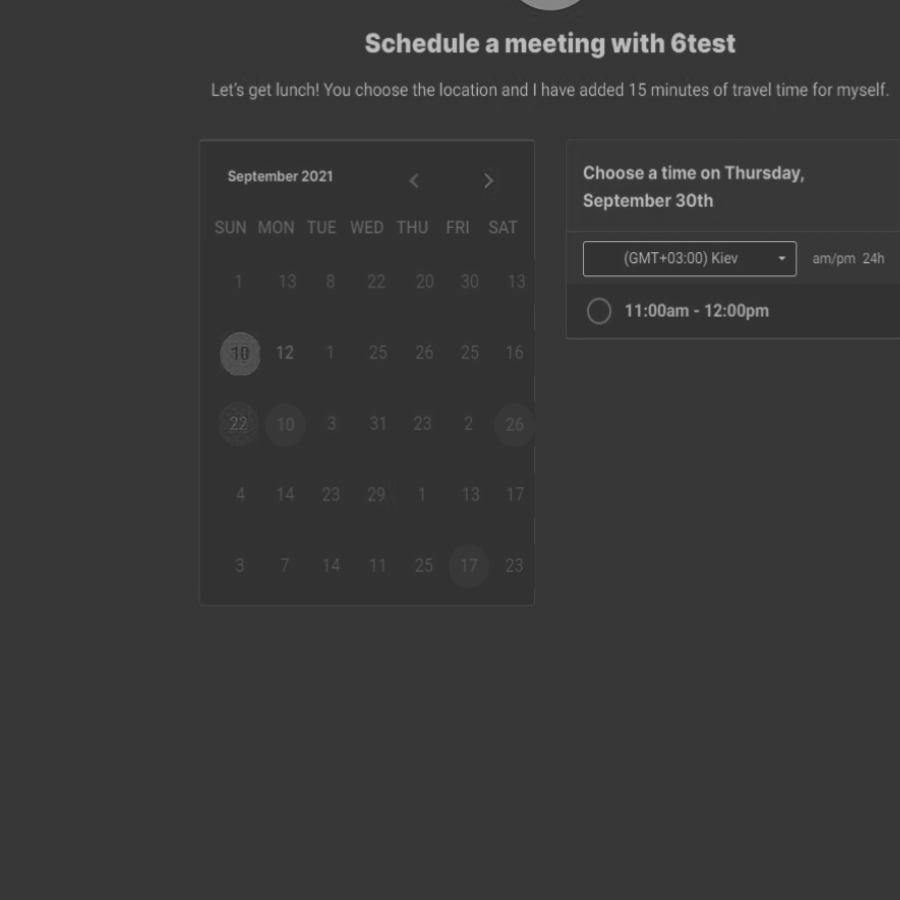 Schedule a meeting with 6test
Let's get lunch! You choose the location and I have added 15 minutes of travel time for myself.
September 2021
SUN MON TUE WED THU FRI SAT
1 13 8 22 20 30 13
10 12 1 25 26 25 16
22 10 3 31 23 2 26
4 14 23 29 1 13 17
3 7 14 11 25 17 23
Choose a time on Thursday,
September 30th
(GMT+03:00) Kiev am/pm 24h
11:00am - 12:00pm